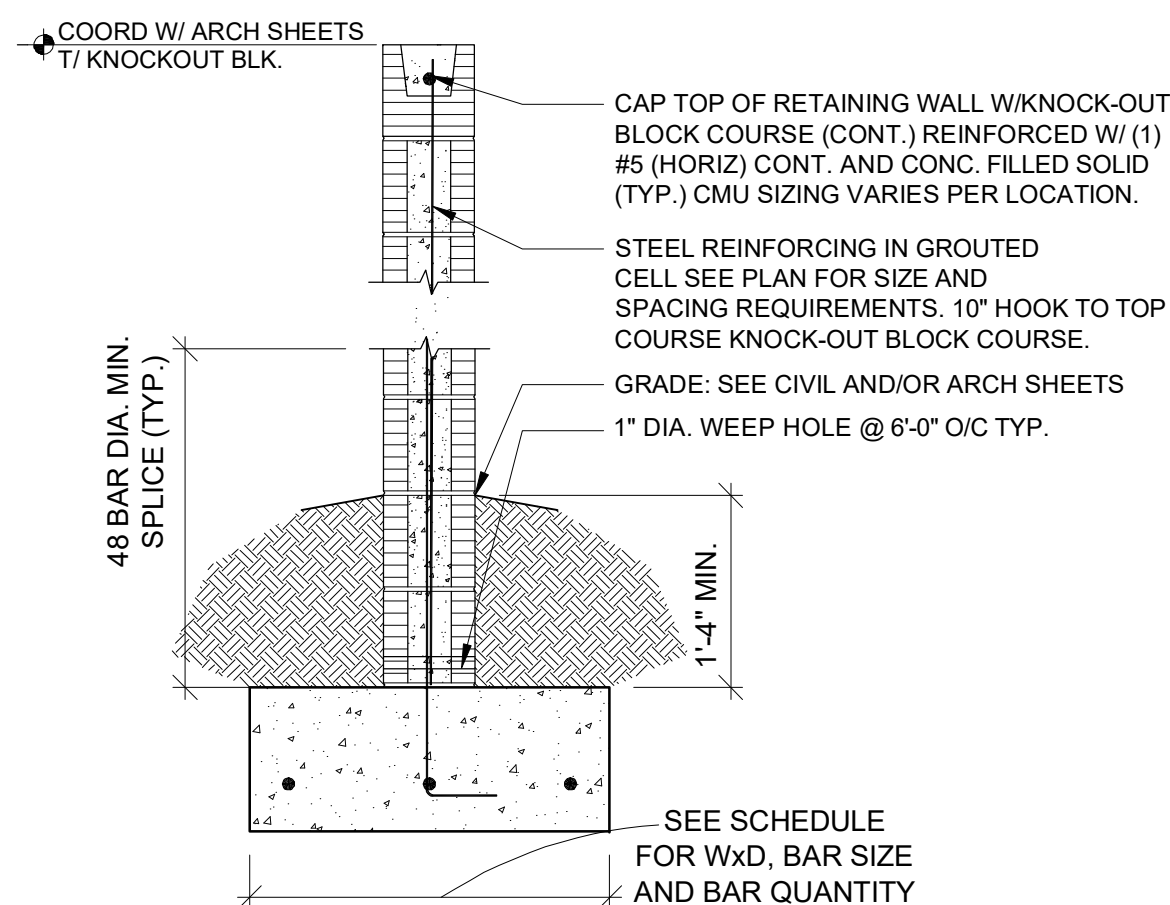 COORD W/ ARCH SHEETS
T/ KNOCKOUT BLK.
CAP TOP OF RETAINING WALL W/KNOCK-OUT
BLOCK COURSE (CONT.) REINFORCED W/ (1)
#5 (HORIZ) CONT. AND CONC. FILLED SOLID
(TYP.) CMU SIZING VARIES PER LOCATION.
STEEL REINFORCING IN GROUTED
CELL SEE PLAN FOR SIZE AND
SPACING REQUIREMENTS. 10" HOOK TO TOP
COURSE KNOCK-OUT BLOCK COURSE.
GRADE: SEE CIVIL AND/OR ARCH SHEETS
1" DIA. WEEP HOLE @ 6'-0" O/C TYP.
48 BAR DIA. MIN.
SPLICE (TYP.)
1'-4" MIN.
SEE SCHEDULE
FOR WxD, BAR SIZE
AND BAR QUANTITY